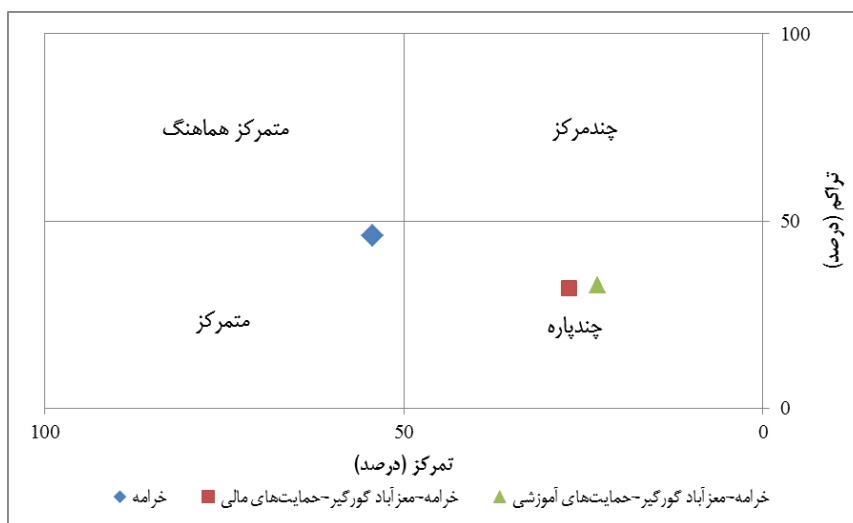 100
متمرکز هماهنگ
چندمرکز
تراکم (درصد)
50
متمرکز
چندپاره
0
100
50
0
تمرکز (درصد)
خرامه
خرامه-معزآباد گورگیر-حمایت‌های مالی
خرامه-معزآباد گورگیر-حمایت‌های آموزشی